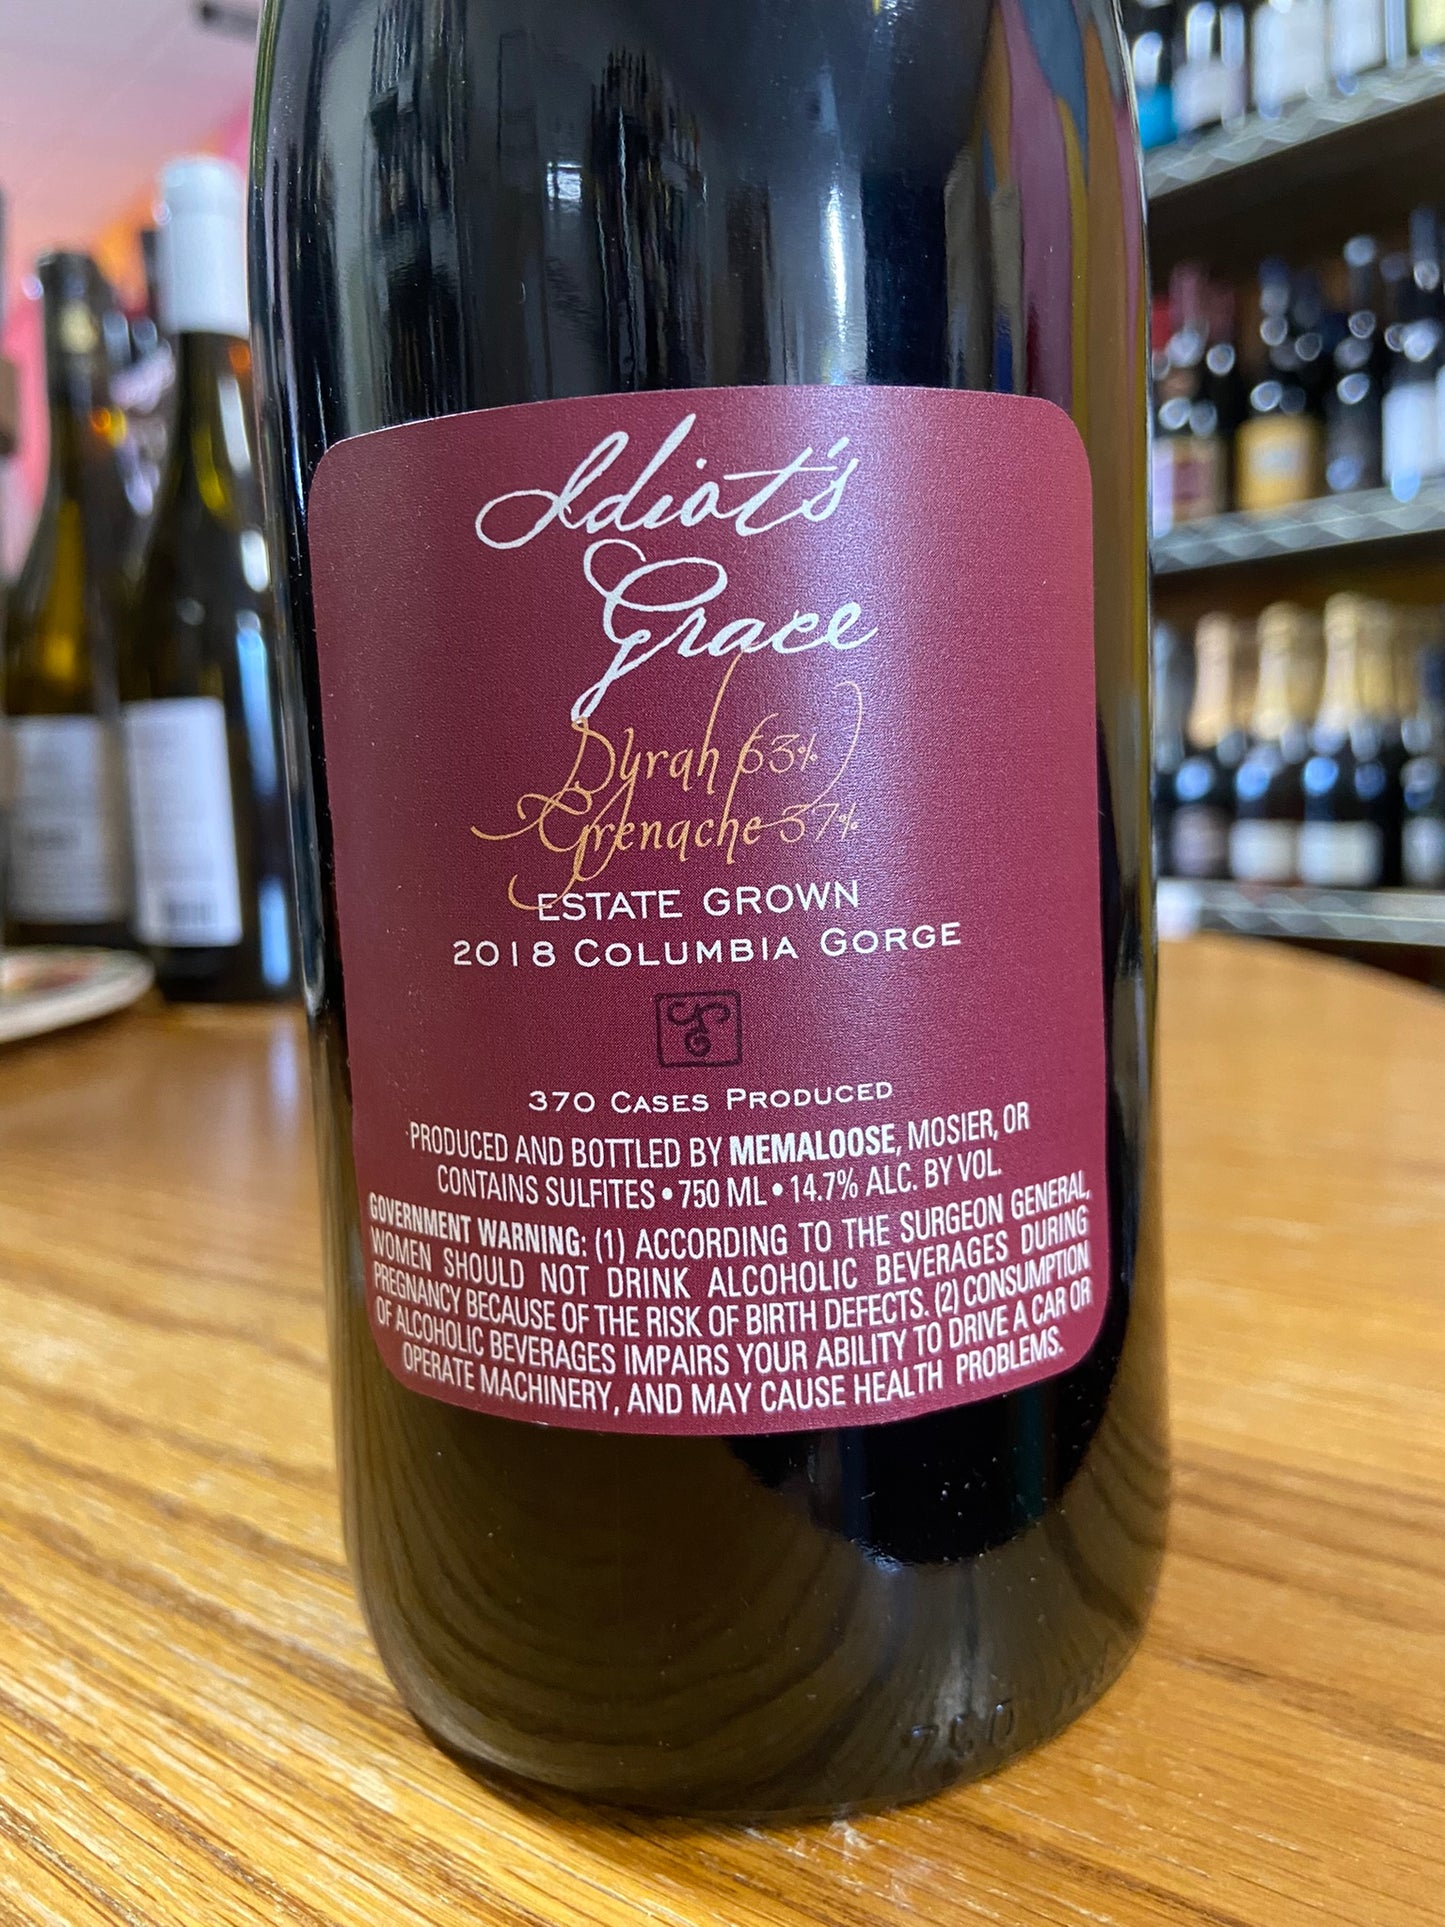 Idiot's
Grace
Syrah 63%
Grenache 37%
ESTATE GROWN
2018 COLUMBIA GORGE
370 CASES PRODUCED
PRODUCED AND BOTTLED BY MEMALOOSE, MOSIER, OR
CONTAINS SULFITES • 750 ML • 14.7% ALC. BY VOL.
GOVERNMENT WARNING: (1) ACCORDING TO THE SURGEON GENERAL,
WOMEN SHOULD NOT DRINK ALCOHOLIC BEVERAGES DURING
PREGNANCY BECAUSE OF THE RISK OF BIRTH DEFECTS. (2) CONSUMPTION
OF ALCOHOLIC BEVERAGES IMPAIRS YOUR ABILITY TO DRIVE A CAR OR
OPERATE MACHINERY, AND MAY CAUSE HEALTH PROBLEMS.